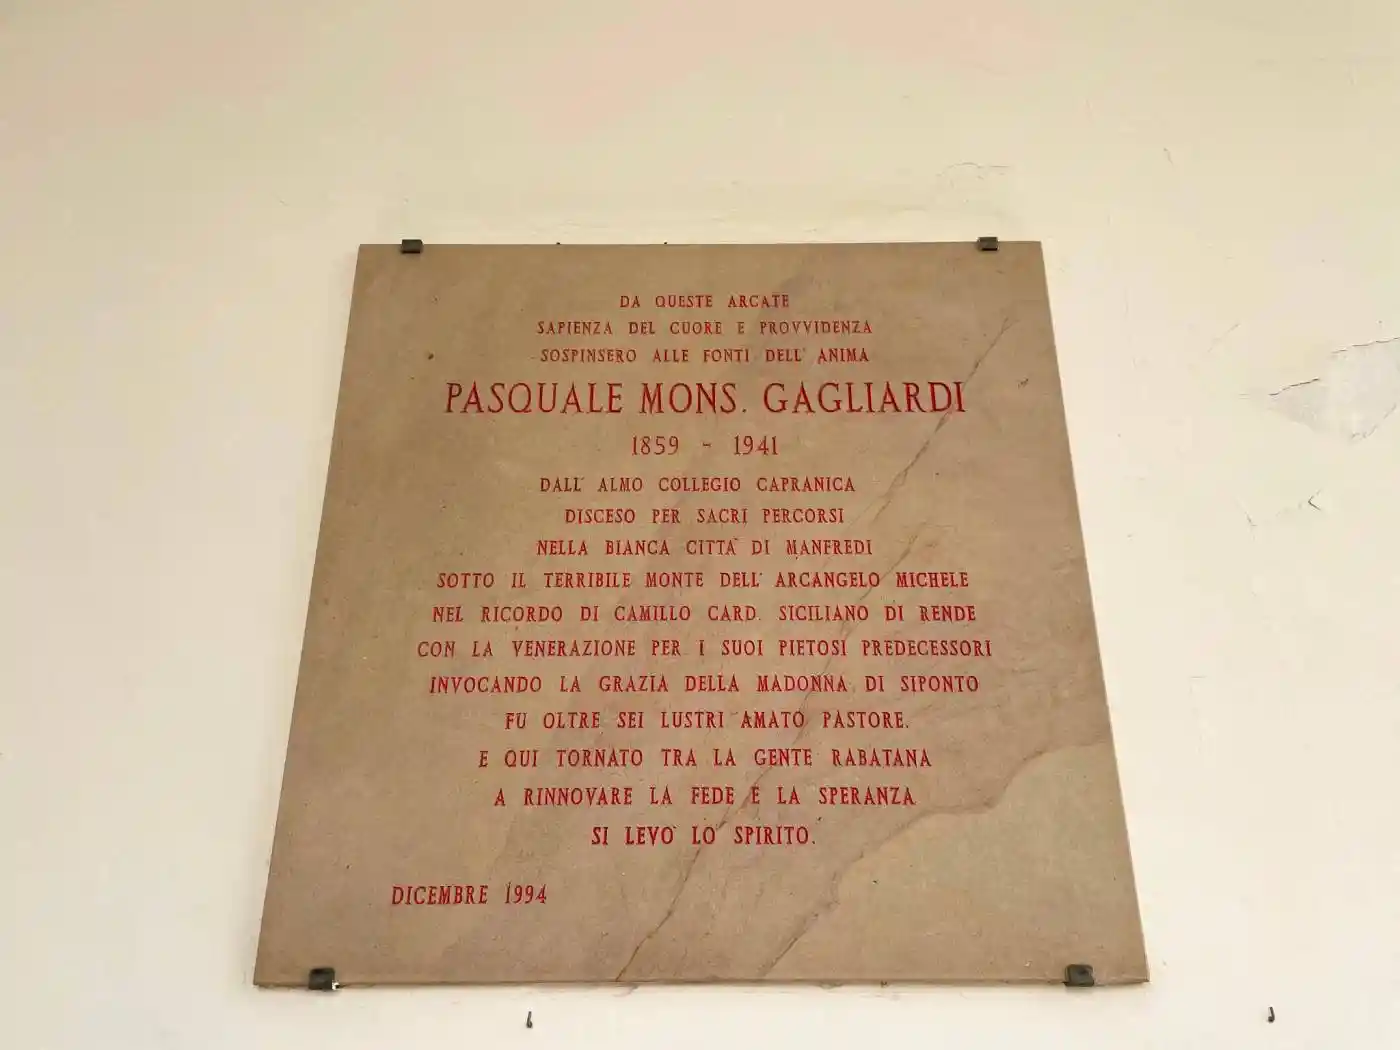 DA QUESTE ARCATE
SAPIENZA DEL CUORE E PROVVIDENZA
SOSPINSERO ALLE FONTI DELL' ANIMA
PASQUALE MONS. GAGLIARDI
1859 - 1941
DALL' ALMO COLLEGIO CAPRANICA
DISCESO PER SACRI PERCORSI
NELLA BIANCA CITTA' DI MANFREDI
SOTTO IL TERRIBILE MONTE DELL' ARCANGELO MICHELE
NEL RICORDO DI CAMILLO CARD. SICILIANO DI RENDE
CON LA VENERAZIONE PER I SUOI PIETOSI PREDECESSORI
INVOCANDO LA GRAZIA DELLA MADONNA DI SIPONTO
FU OLTRE SEI LUSTRI AMATO PASTORE.
E QUI TORNATO TRA LA GENTE RABATANA
A RINNOVARE LA FEDE E LA SPERANZA
SI LEVO' LO SPIRITO.
DICEMBRE 1994